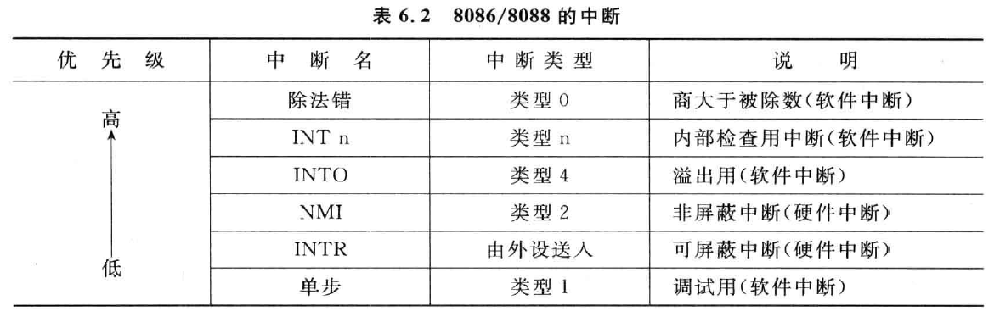 表 6.2 8086/8088 的中断
优先级 中断名 中断类型 说明
高
除法错 类型 0 商大于被除数(软件中断)
INT n 类型 n 内部检查用中断(软件中断)
INTO 类型 4 溢出用(软件中断)
NMI 类型 2 非屏蔽中断(硬件中断)
INTR 由外设送入 可屏蔽中断(硬件中断)
低
单步 类型 1 调试用(软件中断)